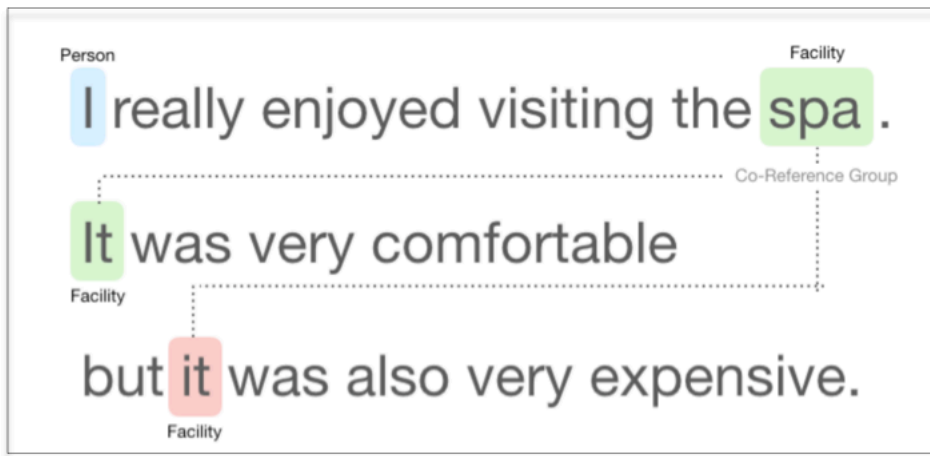 Person Facility
I really enjoyed visiting the spa .
Co-Reference Group
It was very comfortable
Facility
but it was also very expensive.
Facility